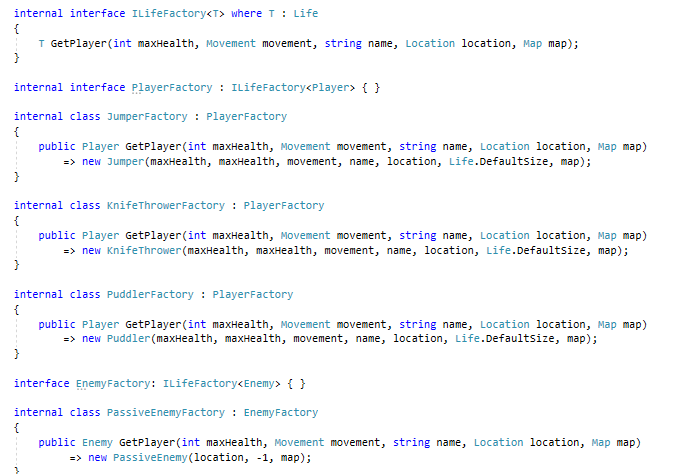 internal interface ILifeFactory<T> where T : Life
{
    T GetPlayer(int maxHealth, Movement movement, string name, Location location, Map map);
}
internal interface PlayerFactory : ILifeFactory<Player> { }
internal class JumperFactory : PlayerFactory
{
    public Player GetPlayer(int maxHealth, Movement movement, string name, Location location, Map map)
        => new Jumper(maxHealth, maxHealth, movement, name, location, Life.DefaultSize, map);
}
internal class KnifeThrowerFactory : PlayerFactory
{
    public Player GetPlayer(int maxHealth, Movement movement, string name, Location location, Map map)
        => new KnifeThrower(maxHealth, maxHealth, movement, name, location, Life.DefaultSize, map);
}
internal class PuddlerFactory : PlayerFactory
{
    public Player GetPlayer(int maxHealth, Movement movement, string name, Location location, Map map)
        => new Puddler(maxHealth, maxHealth, movement, name, location, Life.DefaultSize, map);
}
interface EnemyFactory: ILifeFactory<Enemy> { }
internal class PassiveEnemyFactory : EnemyFactory
{
    public Enemy GetPlayer(int maxHealth, Movement movement, string name, Location location, Map map)
        => new PassiveEnemy(location, -1, map);
}